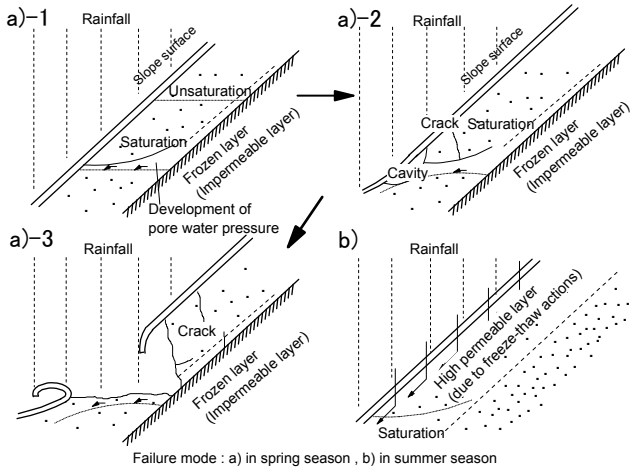 a)-1
Rainfall
Slope surface
Unsaturation
Saturation
Frozen layer
(Impermeable layer)
Development of
pore water pressure
a)-2
Rainfall
Slope surface
Crack
Saturation
Cavity
Frozen layer
(Impermeable layer)
a)-3
Rainfall
Crack
Frozen layer
(Impermeable layer)
b)
Rainfall
High permeable layer
(due to freeze-thaw actions)
Saturation
Failure mode : a) in spring season , b) in summer season